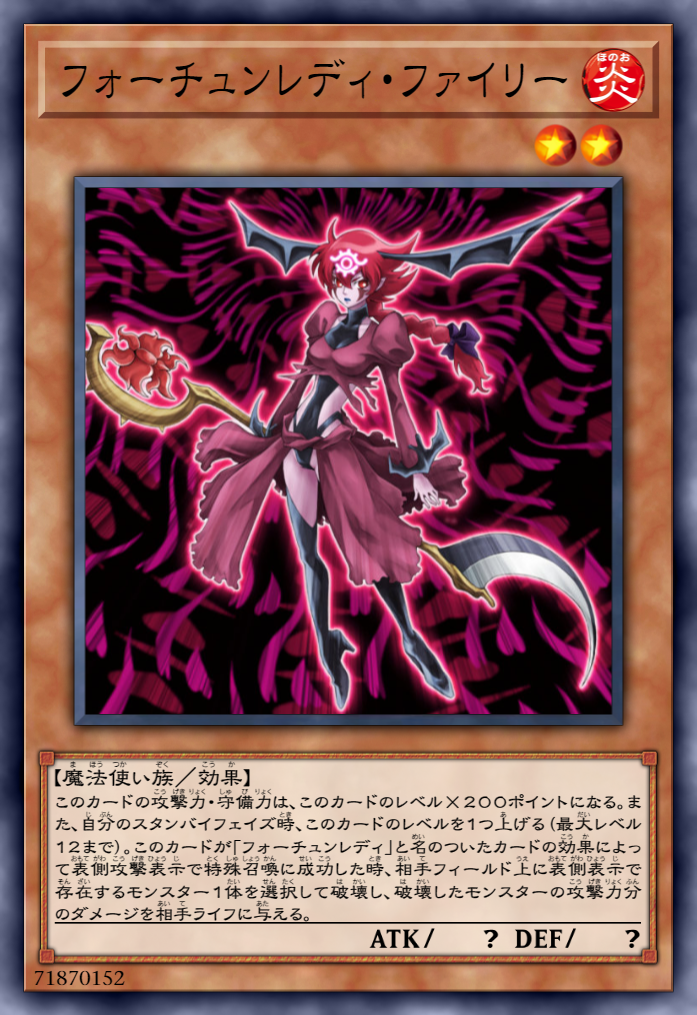 フォーチュンレディ・ファイリー
ほのお
炎
【魔法使い族／効果】
このカードの攻撃力・守備力は、このカードのレベル×２００ポイントになる。ま
た、自分のスタンバイフェイズ時、このカードのレベルを１つ上げる（最大レベル
１２まで）。このカードが「フォーチュンレディ」と名のついたカードの効果によっ
て表側攻撃表示で特殊召喚に成功した時、相手フィールド上に表側表示で
存在するモンスター１体を選択して破壊し、破壊したモンスターの攻撃力分
のダメージを相手ライフに与える。
ATK/ ? DEF/ ?
71870152